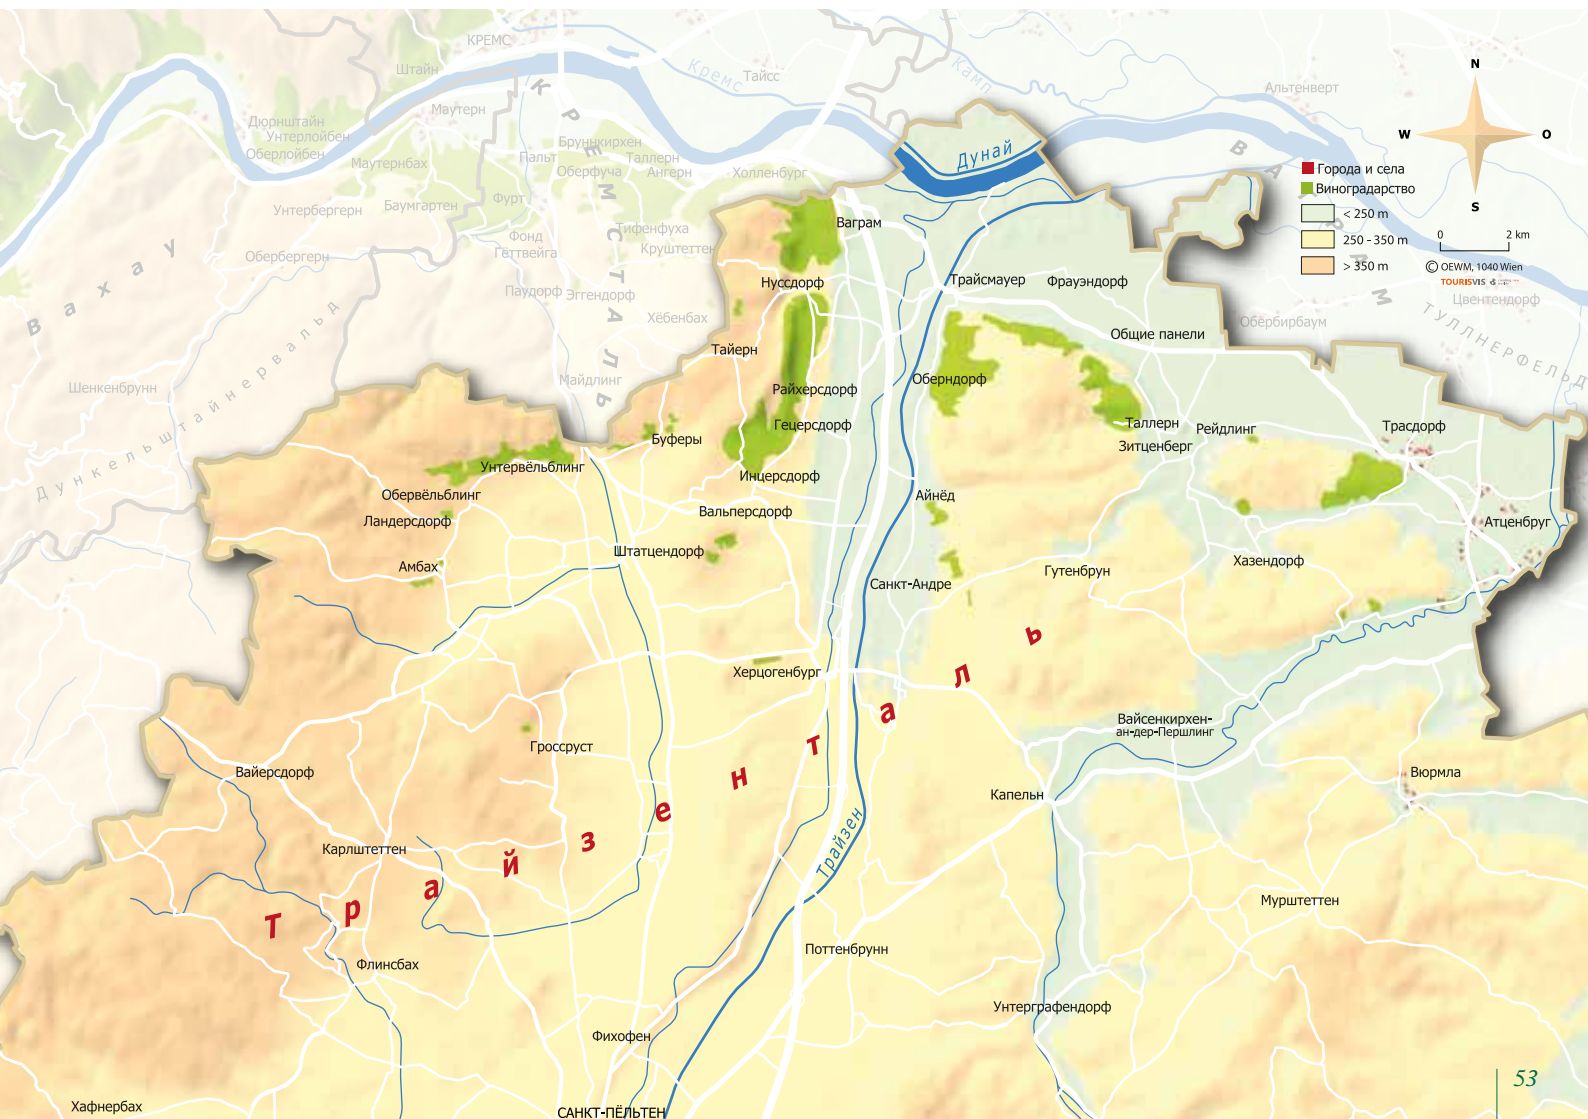 КРЕМС
Штайн
Кремс
Тайсс
Камп
Альтенверт
N
W
O
S
Дюрнштайн
Унтерлойбен
Оберлойбен
Маутерн
КРЕМСТАЛЬ
Маутернбах
Бруннкирхен
Пальт
Таллерн
Оберфуча
Ангерн
Холленбург
Дунай
ВАГРАМ
Города и села
Виноградарство
< 250 m
250 - 350 m
> 350 m
0
2 km
© OEWM, 1040 Wien
TOURISVIS
Унтербергерн
Баумгартен
Фурт
Тифенфуха
Круштеттен
Фонд
Гёттвейга
Обербергерн
Паудорф
Эггендорф
Хёбенбах
Вахау
Ваграм
Нуссдорф
Трайсмауер
Фрауэндорф
Цвентендорф
Обербирбаум
ТУЛЛНЕРФЕЛЬД
Общие панели
Тайерн
Шенкенбрунн
Майдлинг
Дункельштайнервальд
Райхерсдорф
Оберндорф
Гецерсдорф
Таллерн
Рейдлинг
Трасдорф
Буферы
Зитценберг
Унтервёльблинг
Инцерсдорф
Обервёльблинг
Айнёд
Ландерсдорф
Вальперсдорф
Атценбруг
Штатцендорф
Амбах
Гутенбрун
Хазендорф
Санкт-Андре
Херцогенбург
Трайзенталь
Вайсенкирхен-
ан-дер-Першлинг
Гроссруст
Вайерсдорф
Вюрмла
Капельн
Карлштеттен
Трайзен
Мурштеттен
Флинсбах
Поттенбрунн
Унтерграфендорф
Фихофен
Хафнербах
САНКТ-ПЁЛЬТЕН
53